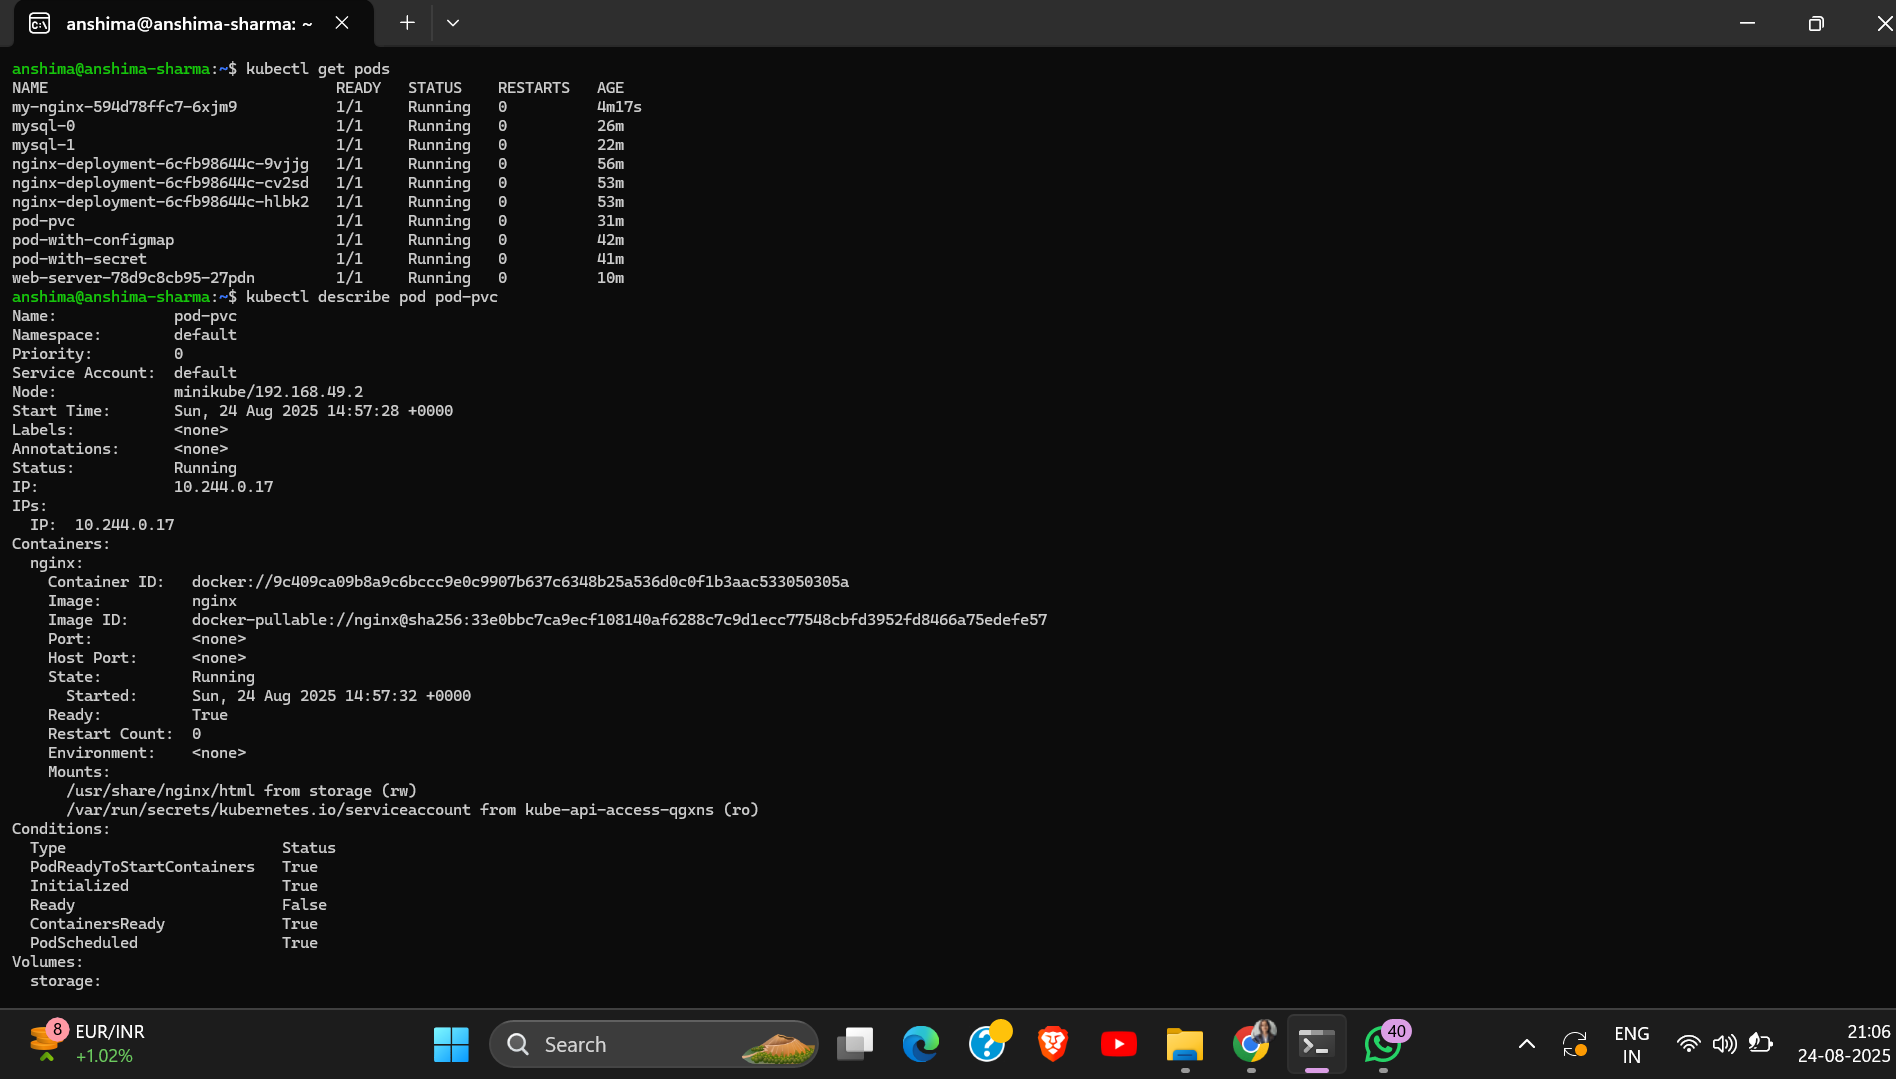 anshima@anshima-sharma: ~
anshima@anshima-sharma:~$ kubectl get pods
NAME READY STATUS RESTARTS AGE
my-nginx-594d78ffc7-6xjm9 1/1 Running 0 4m17s
mysql-0 1/1 Running 0 26m
mysql-1 1/1 Running 0 22m
nginx-deployment-6cfb98644c-9vjjg 1/1 Running 0 56m
nginx-deployment-6cfb98644c-cv2sd 1/1 Running 0 53m
nginx-deployment-6cfb98644c-hlbk2 1/1 Running 0 53m
pod-pvc 1/1 Running 0 31m
pod-with-configmap 1/1 Running 0 42m
pod-with-secret 1/1 Running 0 41m
web-server-78d9c8cb95-27pdn 1/1 Running 0 10m
anshima@anshima-sharma:~$ kubectl describe pod pod-pvc
Name: pod-pvc
Namespace: default
Priority: 0
Service Account: default
Node: minikube/192.168.49.2
Start Time: Sun, 24 Aug 2025 14:57:28 +0000
Labels: <none>
Annotations: <none>
Status: Running
IP: 10.244.0.17
IPs:
IP: 10.244.0.17
Containers:
nginx:
Container ID: docker://9c409ca09b8a9c6bccc9e0c9907b637c6348b25a536d0c0f1b3aac533050305a
Image: nginx
Image ID: docker-pullable://nginx@sha256:33e0bbc7ca9ecf108140af6288c7c9d1ecc77548cbfd3952fd8466a75edefe57
Port: <none>
Host Port: <none>
State: Running
Started: Sun, 24 Aug 2025 14:57:32 +0000
Ready: True
Restart Count: 0
Environment: <none>
Mounts:
/usr/share/nginx/html from storage (rw)
/var/run/secrets/kubernetes.io/serviceaccount from kube-api-access-qgxns (ro)
Conditions:
Type Status
PodReadyToStartContainers True
Initialized True
Ready False
ContainersReady True
PodScheduled True
Volumes:
storage:
8 EUR/INR
+1.02%
Search
40
ENG
IN
21:06
24-08-2025